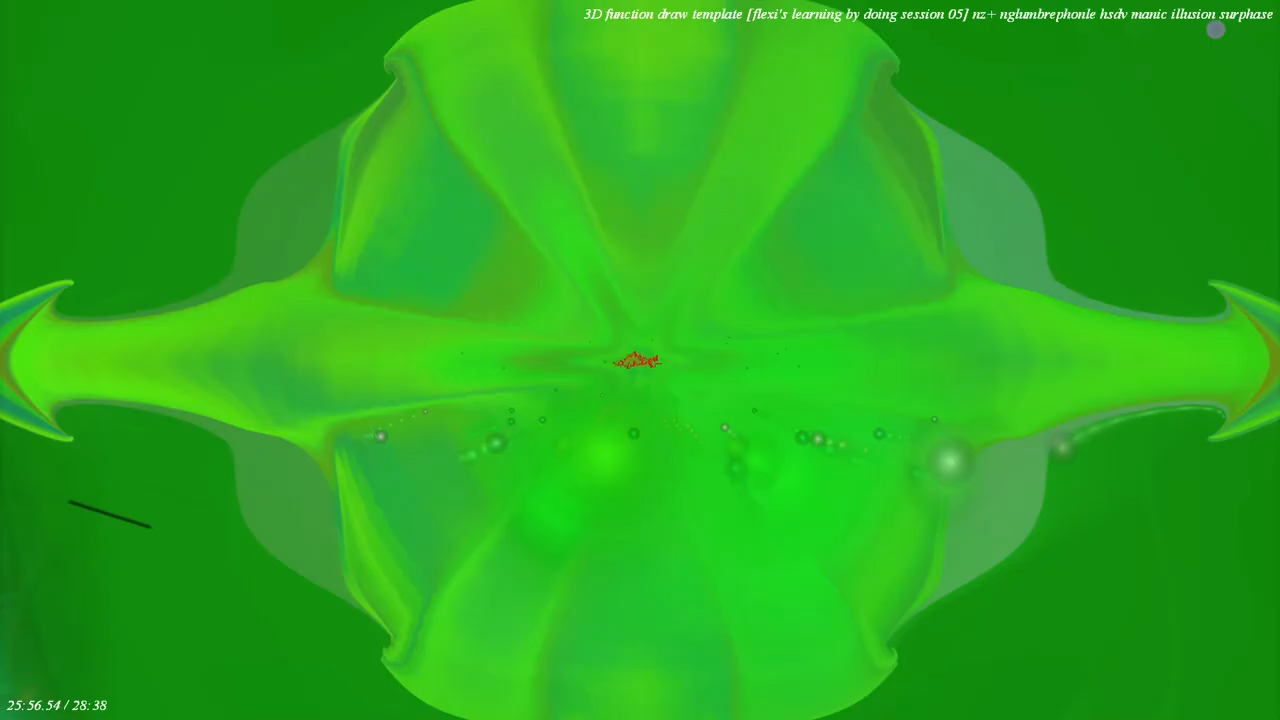 3D function draw template [flexi's learning by doing session 05] nz+ nglumbrephonle hsdv manic illusion surphase
25:56.54 / 28:38